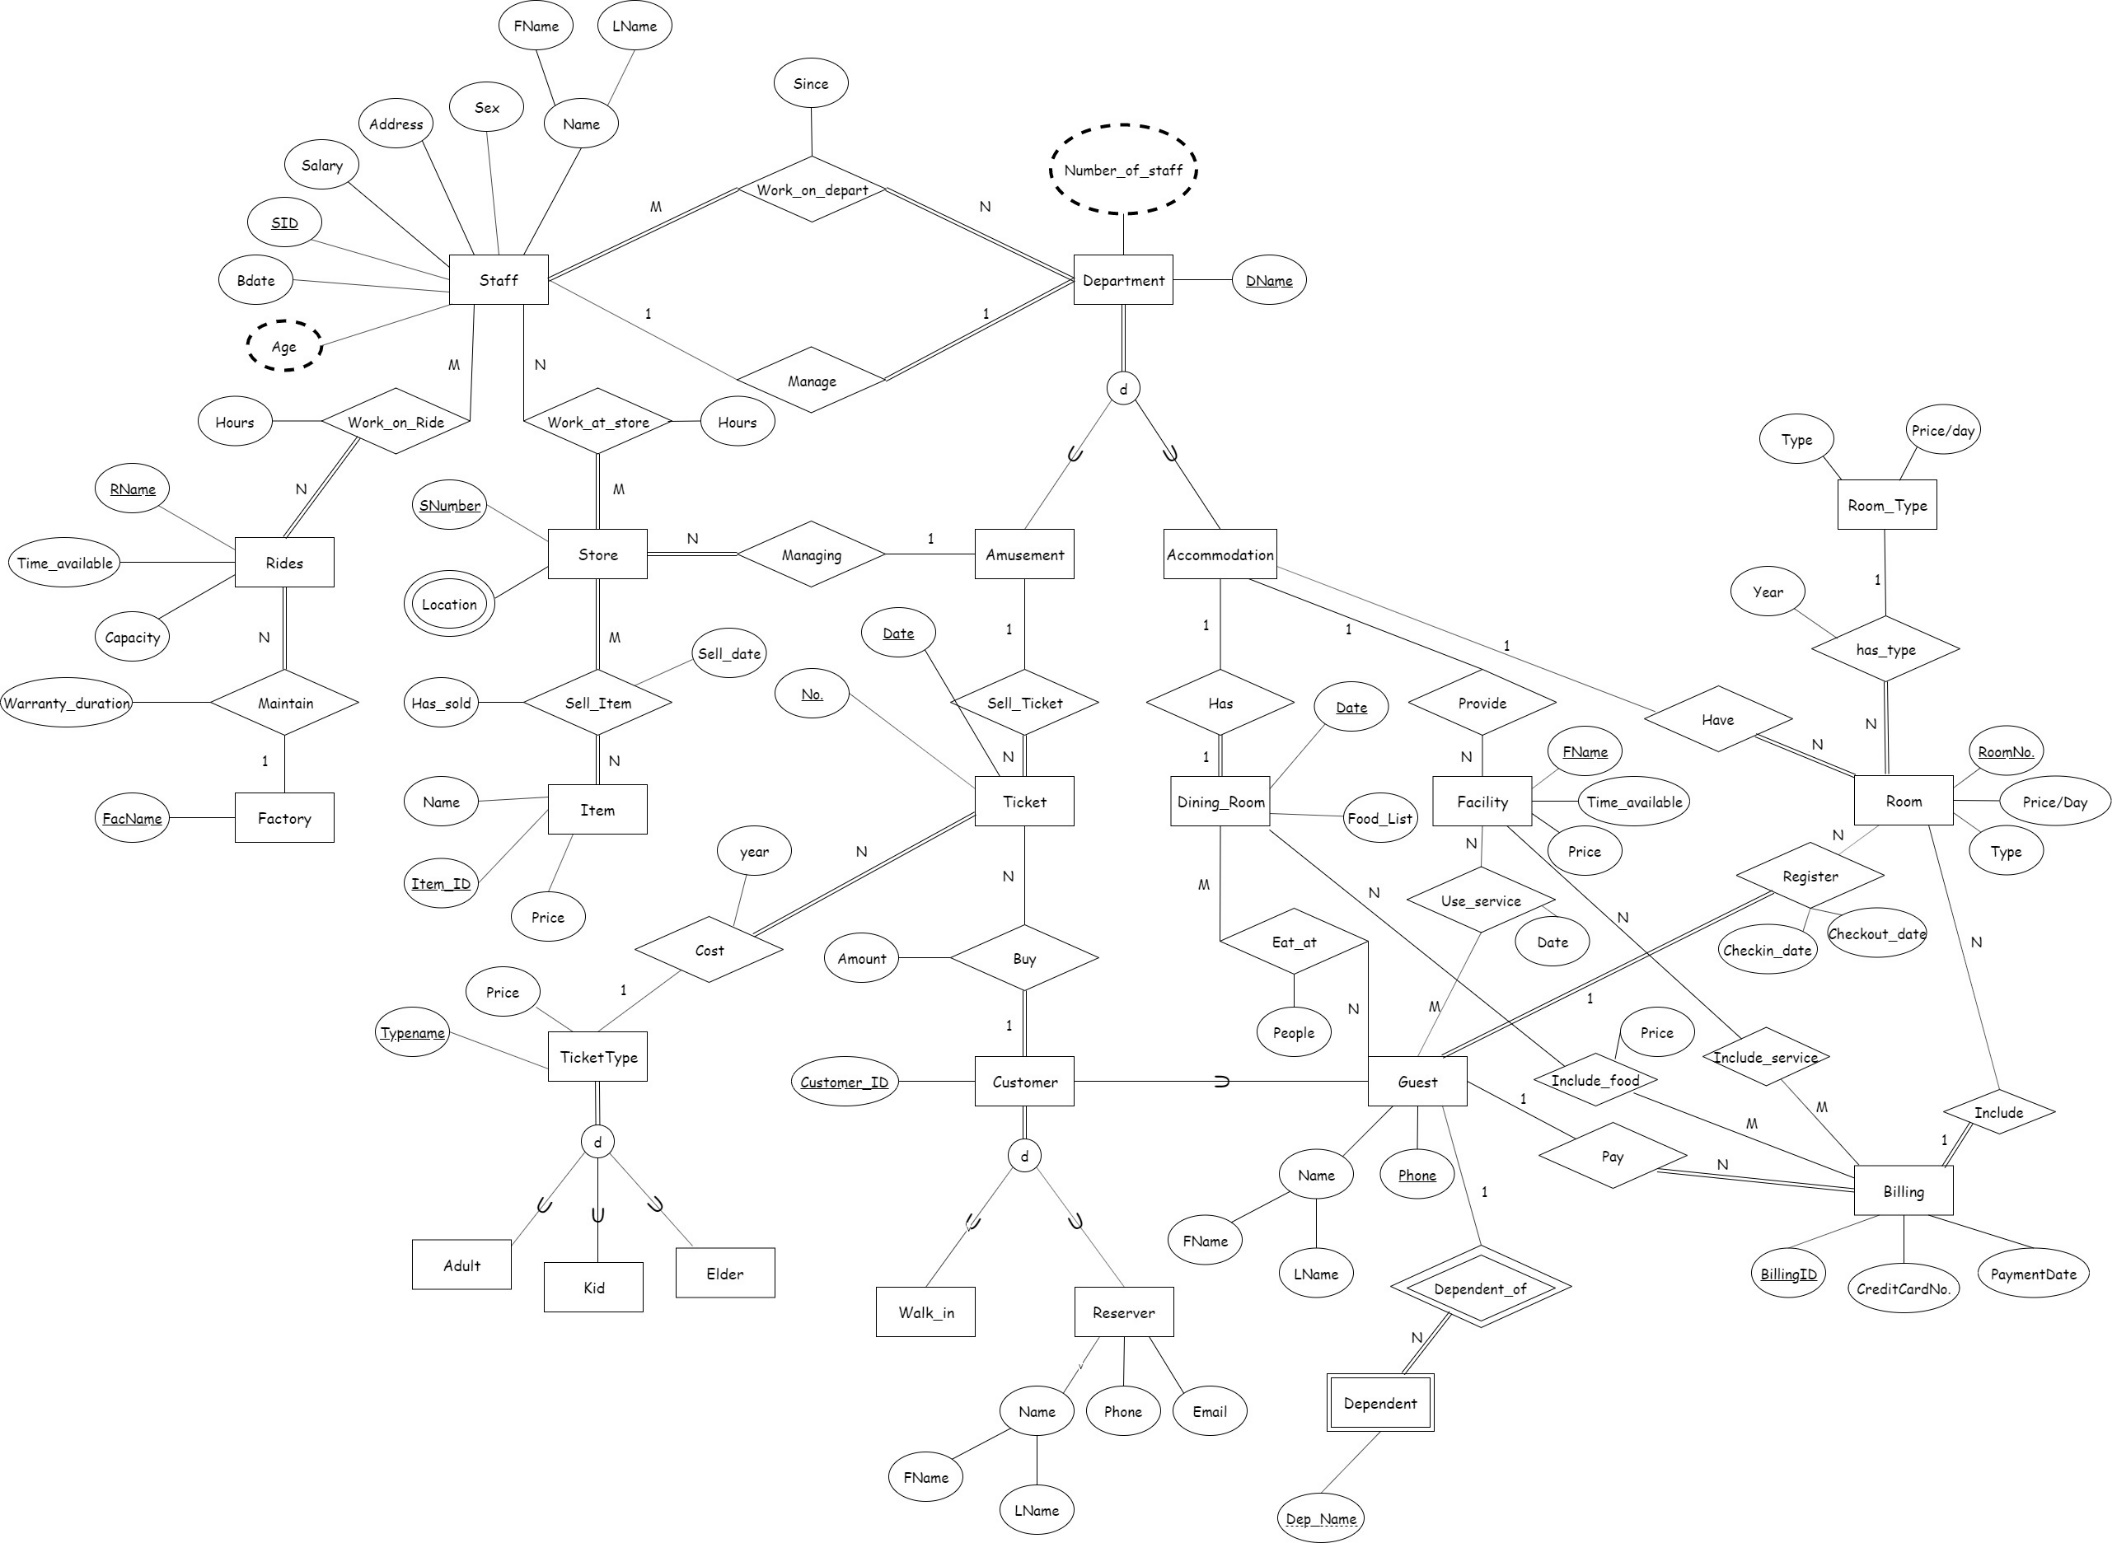 FName
LName
Since
Sex
Address
Name
Salary
Number_of_staff
Work_on_depart
M
N
SID
Bdate
Staff
Department
DName
1
1
Age
M
N
Manage
d
Hours
Work_on_Ride
Work_at_store
Hours
Type
Price/day
RName
N
M
SNumber
Room_Type
Time_available
Rides
Store
N
Managing
1
Amusement
Accommodation
1
Year
Location
Capacity
N
M
Date
1
1
1
1
has_type
Sell_date
Warranty_duration
Maintain
Has_sold
Sell_Item
No.
Sell_Ticket
Has
Date
Provide
Have
N
1
N
N
1
N
N
FName
RoomNo.
FacName
Factory
Name
Item
Ticket
Dining_Room
Food_List
Facility
Time_available
Room
Price/Day
year
N
N
Price
N
Type
Item_ID
Price
N
M
N
Register
Use_service
N
Cost
Amount
Buy
Eat_at
Date
Checkin_date
Checkout_date
N
Price
1
1
M
1
N
People
Price
Typename
TicketType
Customer_ID
Customer
Guest
Include_food
Include_service
1
M
M
Include
d
d
Pay
N
1
Name
Phone
1
Billing
Adult
Kid
Elder
FName
LName
BillingID
CreditCardNo.
PaymentDate
Walk_in
Reserver
Dependent_of
N
Name
Phone
Email
Dependent
FName
LName
Dep_Name